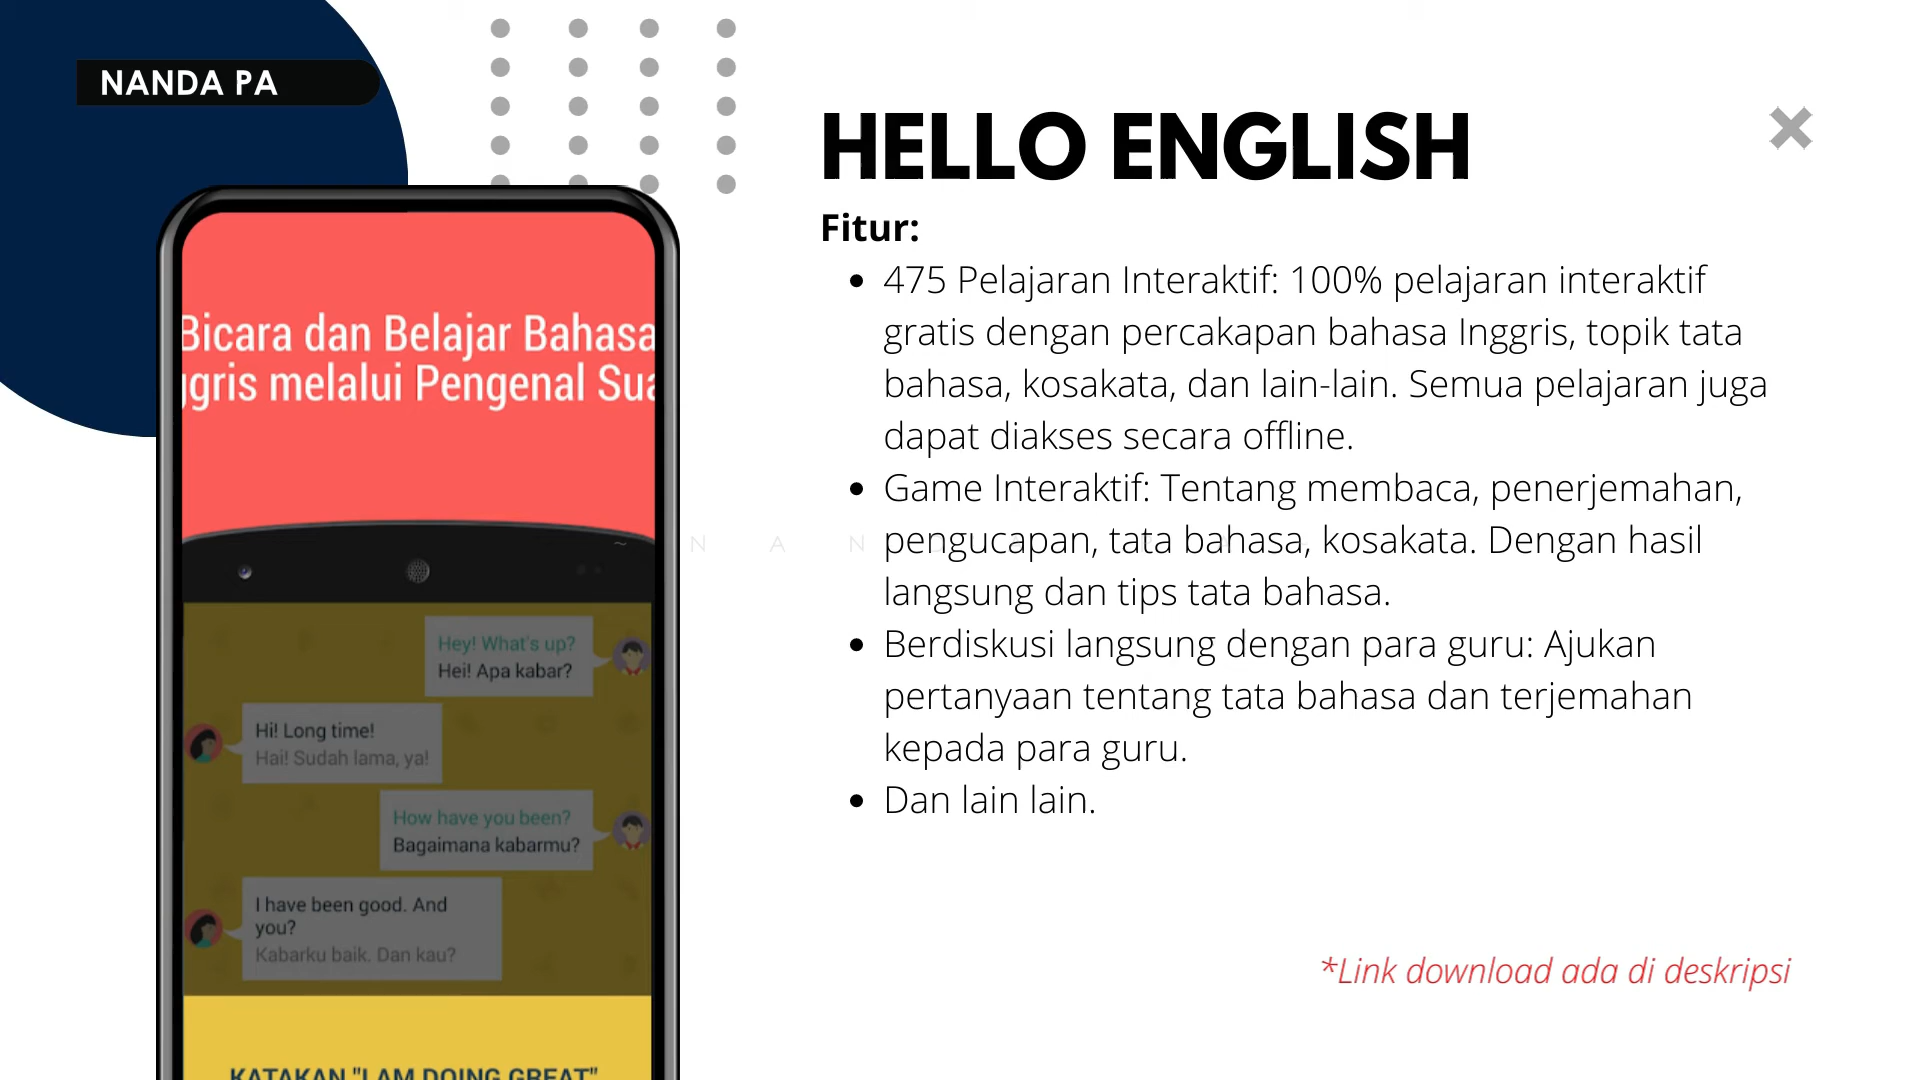 NANDA PA
HELLO ENGLISH
Fitur:
• 475 Pelajaran Interaktif: 100% pelajaran interaktif
gratis dengan percakapan bahasa Inggris, topik tata
bahasa, kosakata, dan lain-lain. Semua pelajaran juga
dapat diakses secara offline.
• Game Interaktif: Tentang membaca, penerjemahan,
pengucapan, tata bahasa, kosakata. Dengan hasil
langsung dan tips tata bahasa.
• Berdiskusi langsung dengan para guru: Ajukan
pertanyaan tentang tata bahasa dan terjemahan
kepada para guru.
• Dan lain lain.
*Link download ada di deskripsi
Bicara dan Belajar Bahasa
ggris melalui Pengenal Sua
Hey! What's up?
Hei! Apa kabar?
Hi! Long time!
Hai! Sudah lama, ya!
How have you been?
Bagaimana kabarmu?
I have been good. And
you?
Kabarku baik. Dan kau?
KATAKAN "I AM DOING GREAT"